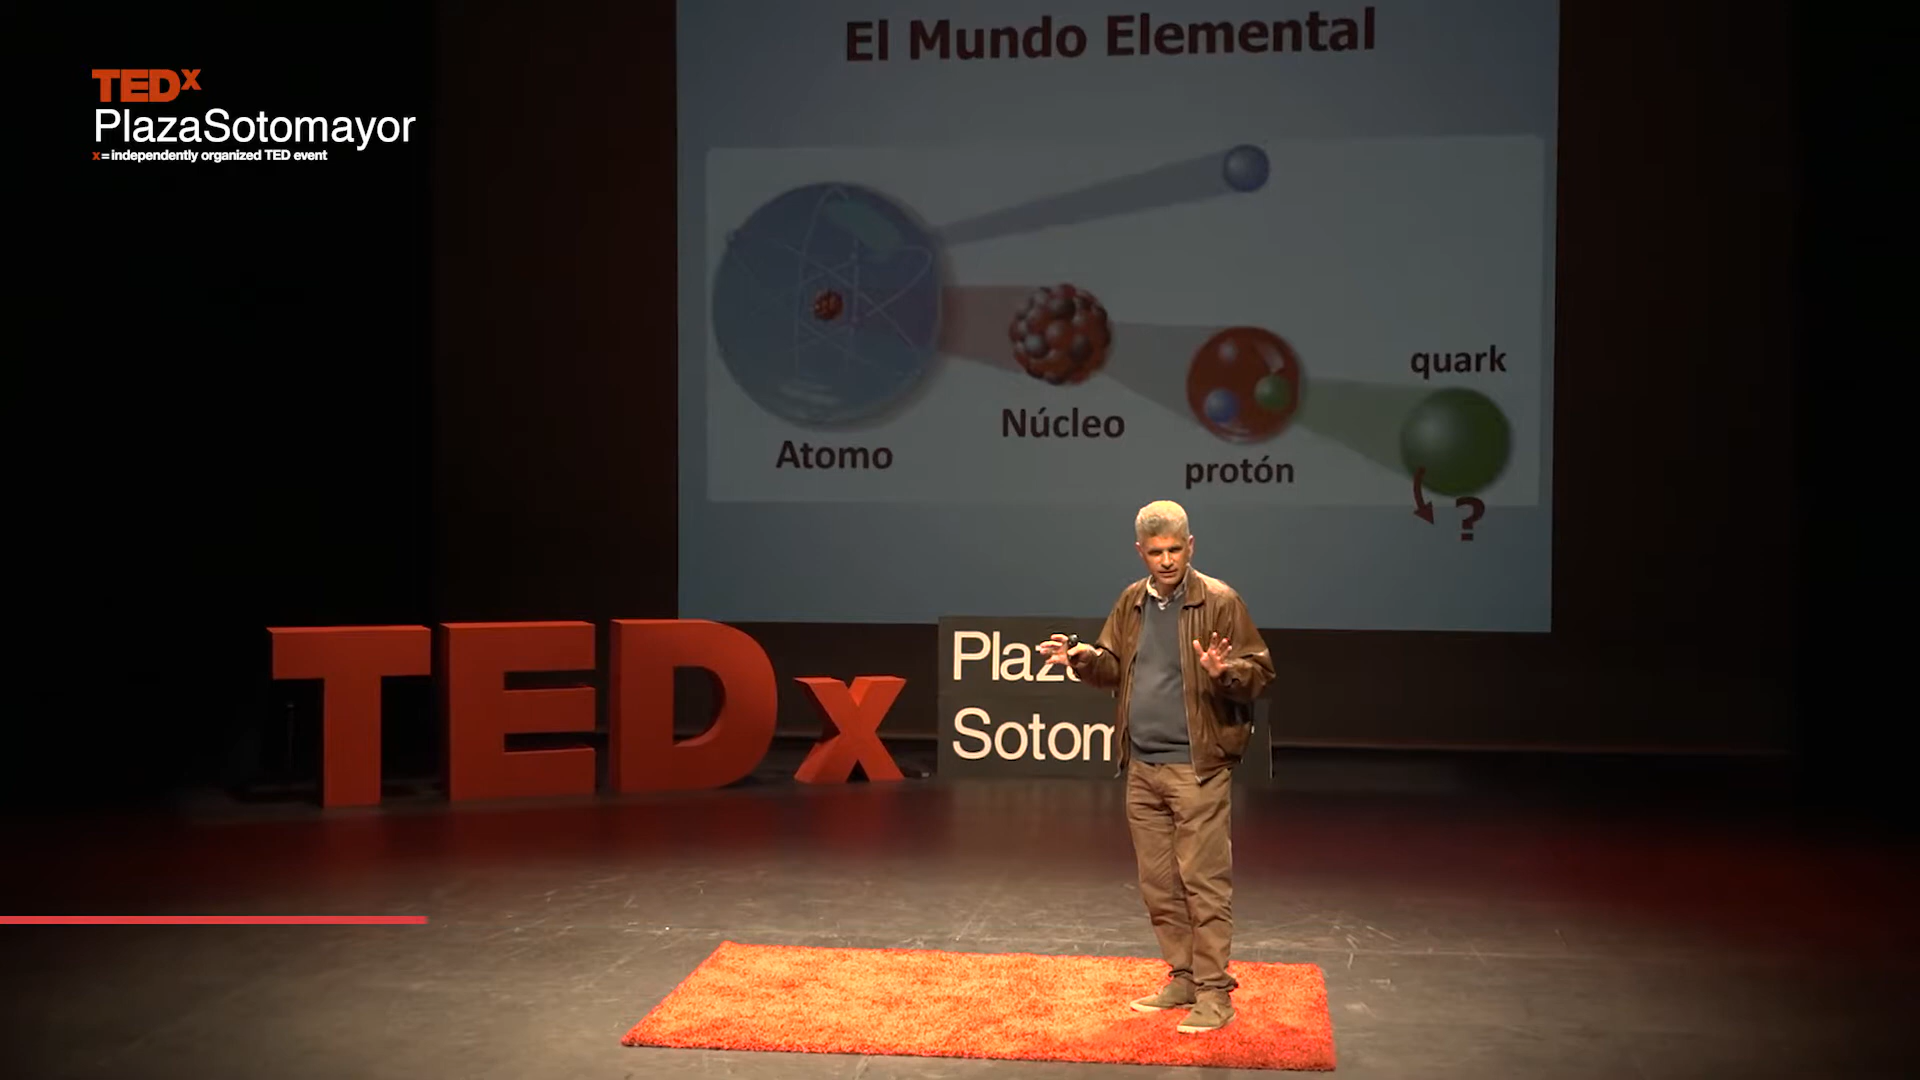 TEDx
PlazaSotomayor
x = independently organized TED event
El Mundo Elemental
Atomo
Núcleo
protón
quark
?
TEDx
Plaz
Sotom